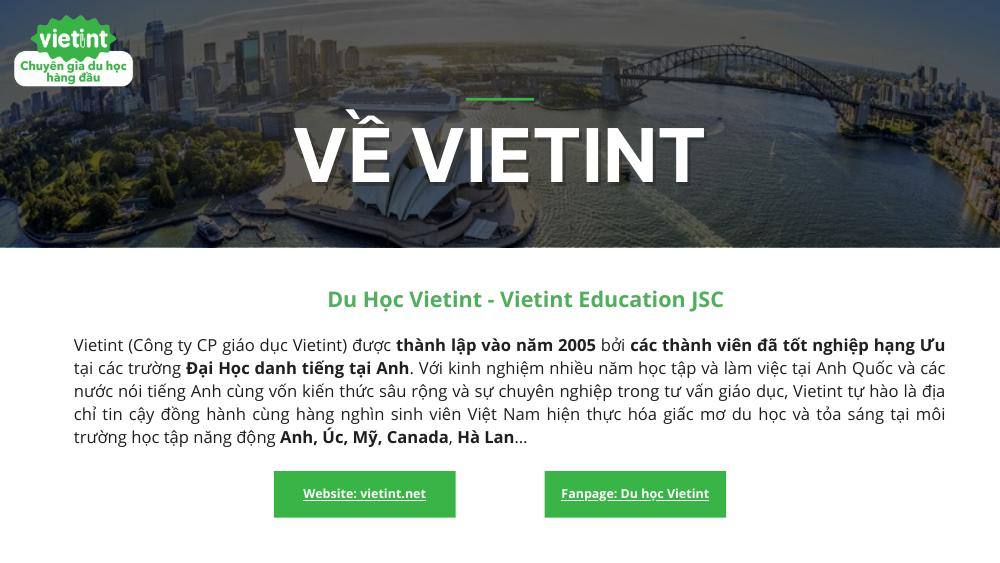 vietint
Chuyên gia du học
hàng đầu
VỀ VIETINT
Du Học Vietint - Vietint Education JSC
Vietint (Công ty CP giáo dục Vietint) được thành lập vào năm 2005 bởi các thành viên đã tốt nghiệp hạng Ưu
tại các trường Đại Học danh tiếng tại Anh. Với kinh nghiệm nhiều năm học tập và làm việc tại Anh Quốc và các
nước nói tiếng Anh cùng vốn kiến thức sâu rộng và sự chuyên nghiệp trong tư vấn giáo dục, Vietint tự hào là địa
chỉ tin cậy đồng hành cùng hàng nghìn sinh viên Việt Nam hiện thực hóa giấc mơ du học và tỏa sáng tại môi
trường học tập năng động Anh, Úc, Mỹ, Canada, Hà Lan...
Website: vietint.net
Fanpage: Du học Vietint